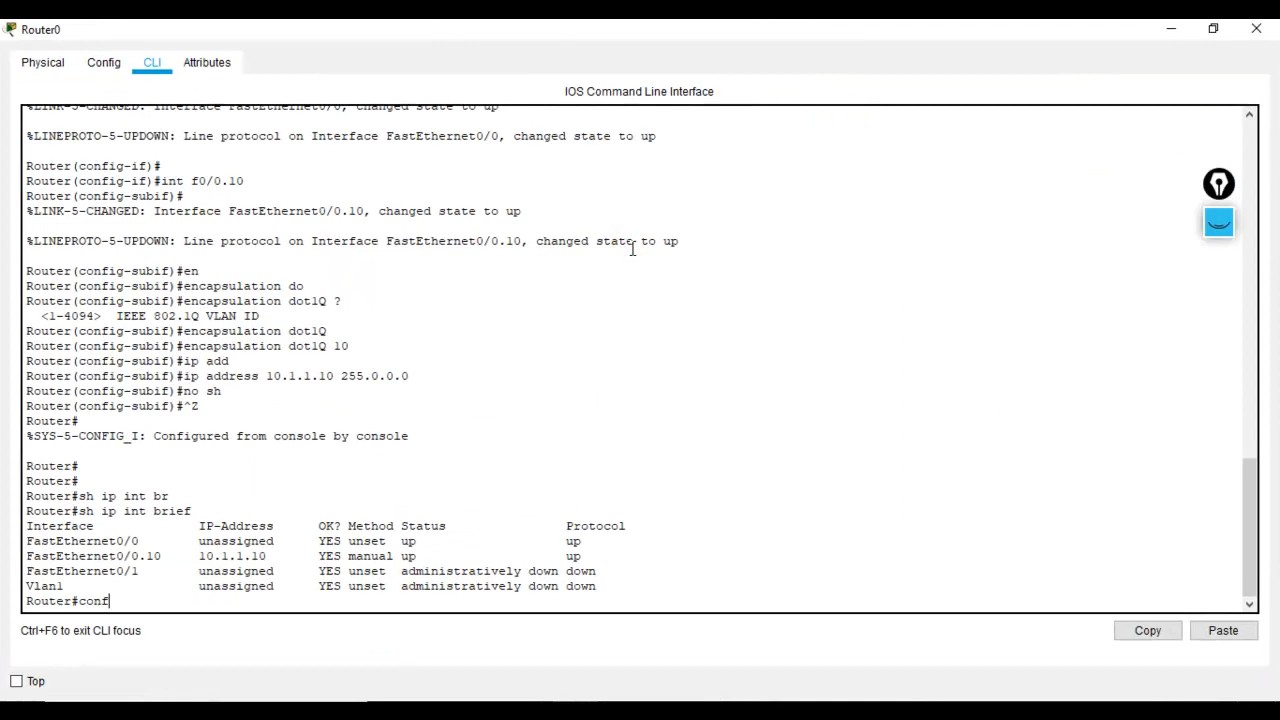 Router0
Physical Config CLI Attributes
IOS Command Line Interface
%LINK-5-CHANGED: Interface FastEthernet0/0, changed state to up
%LINEPROTO-5-UPDOWN: Line protocol on Interface FastEthernet0/0, changed state to up
Router(config-if)#
Router(config-if)#int f0/0.10
Router(config-subif)#
%LINK-5-CHANGED: Interface FastEthernet0/0.10, changed state to up
%LINEPROTO-5-UPDOWN: Line protocol on Interface FastEthernet0/0.10, changed state to up
Router(config-subif)#en
Router(config-subif)#encapsulation do
Router(config-subif)#encapsulation dot1Q ?
<1-4094> IEEE 802.1Q VLAN ID
Router(config-subif)#encapsulation dot1Q
Router(config-subif)#encapsulation dot1Q 10
Router(config-subif)#ip add
Router(config-subif)#ip address 10.1.1.10 255.0.0.0
Router(config-subif)#no sh
Router(config-subif)#^Z
Router#
%SYS-5-CONFIG_I: Configured from console by console
Router#
Router#
Router#sh ip int br
Router#sh ip int brief
Interface IP-Address OK? Method Status Protocol
FastEthernet0/0 unassigned YES unset up up
FastEthernet0/0.10 10.1.1.10 YES manual up up
FastEthernet0/1 unassigned YES unset administratively down down
Vlan1 unassigned YES unset administratively down down
Router#conf
Ctrl+F6 to exit CLI focus
Copy Paste
Top